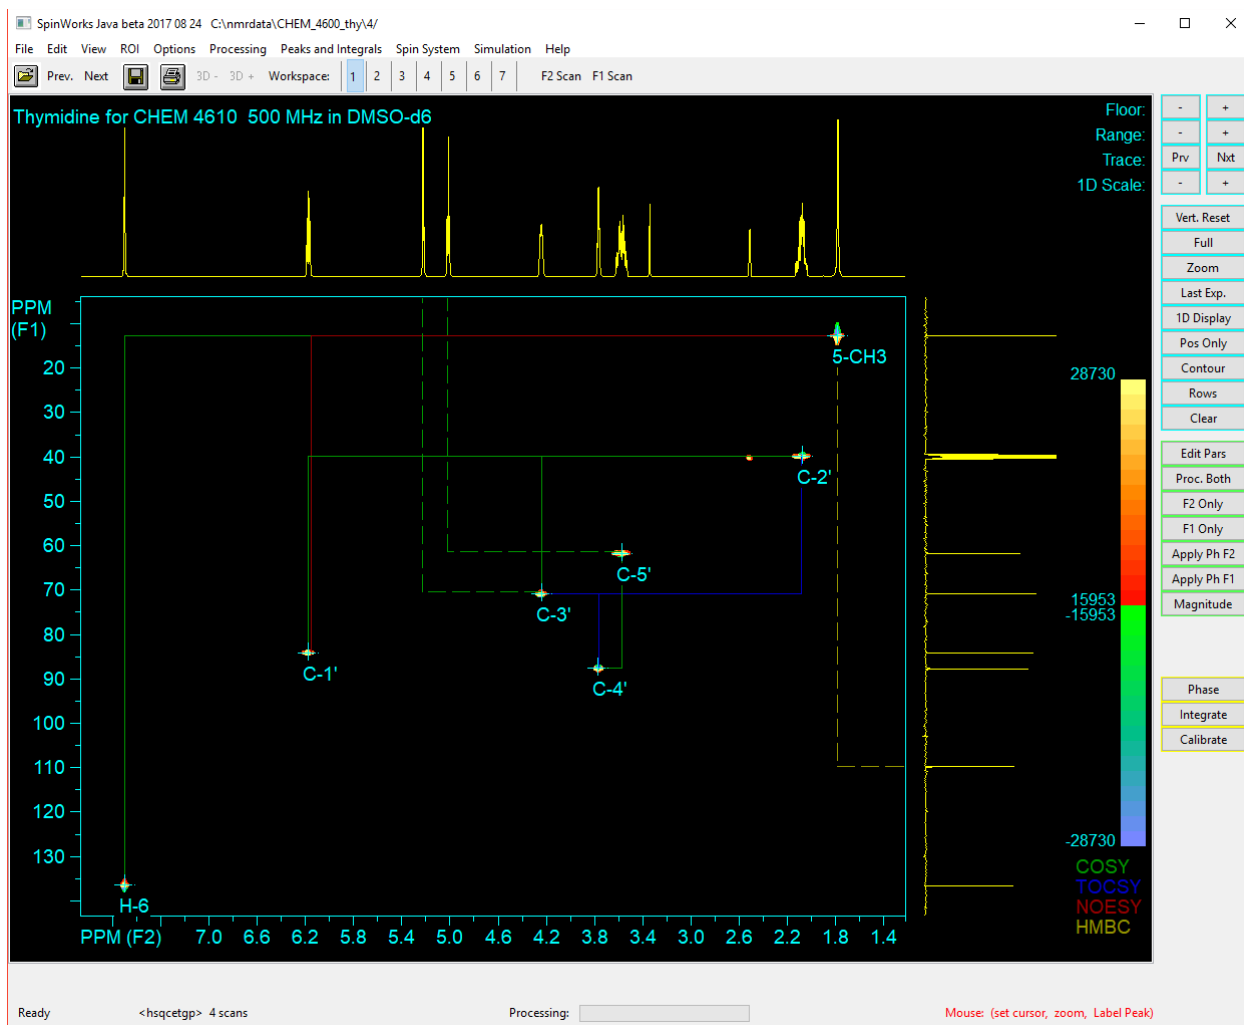 SpinWorks Java beta 2017 08 24   C:\nmrdata\CHEM_4600_thy\4/
File Edit View ROI Options Processing Peaks and Integrals Spin System Simulation Help
Prev. Next 3D - 3D + Workspace: 1 2 3 4 5 6 7 F2 Scan F1 Scan
Thymidine for CHEM 4610  500 MHz in DMSO-d6
Floor: - +
Range: - +
Trace: Prv Nxt
1D Scale: - +
Vert. Reset
Full
Zoom
Last Exp.
1D Display
Pos Only
Contour
Rows
Clear
Edit Pars
Proc. Both
F2 Only
F1 Only
Apply Ph F2
Apply Ph F1
Magnitude
Phase
Integrate
Calibrate
PPM
(F1)
20
30
40
50
60
70
80
90
100
110
120
130
5-CH3
C-2'
C-5'
C-3'
C-1'
C-4'
H-6
28730
15953
-15953
-28730
COSY
TOCSY
NOESY
HMBC
PPM (F2) 7.0 6.6 6.2 5.8 5.4 5.0 4.6 4.2 3.8 3.4 3.0 2.6 2.2 1.8 1.4
Ready <hsqcetgp> 4 scans Processing: Mouse: (set cursor, zoom, Label Peak)